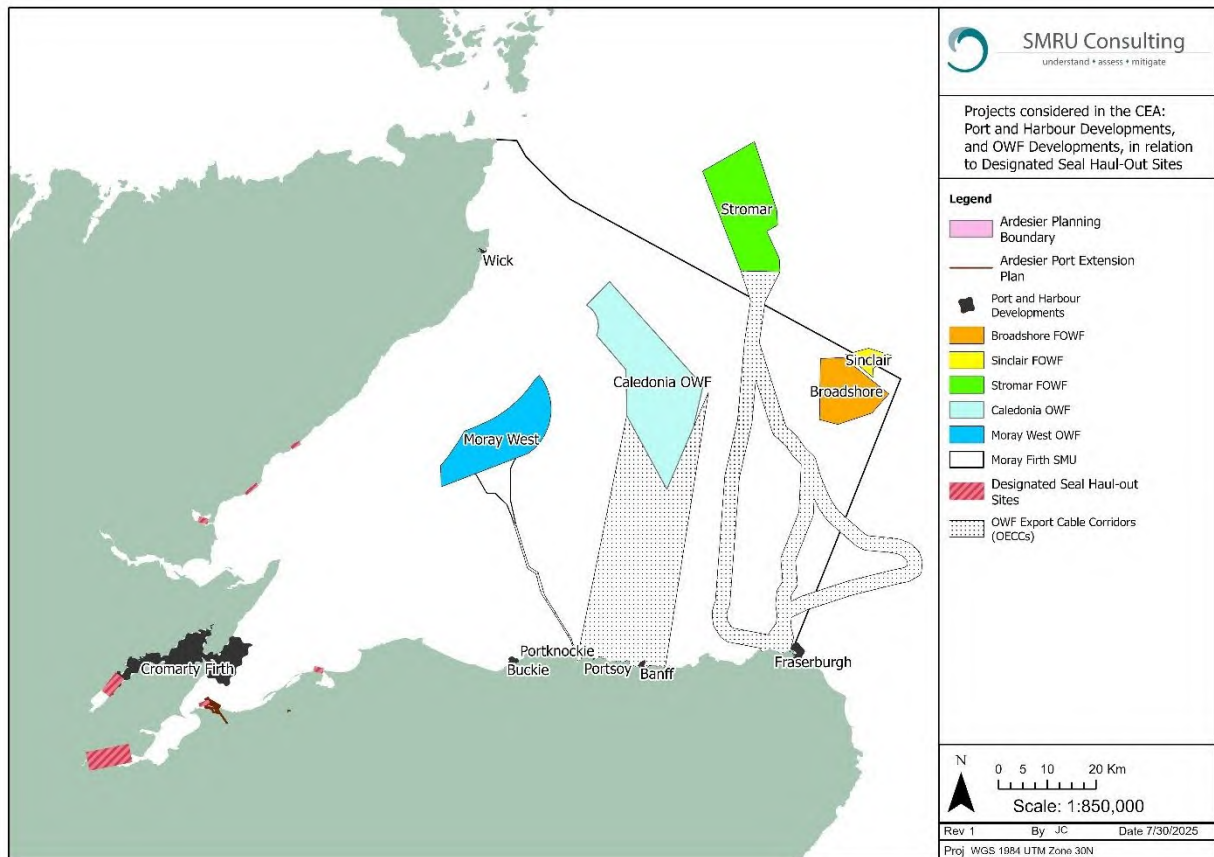 SMRU Consulting
understand • assess • mitigate
Projects considered in the CEA:
Port and Harbour Developments,
and OWF Developments, in relation
to Designated Seal Haul-Out Sites
Legend
Ardesier Planning
Boundary
Ardesier Port Extension
Plan
Port and Harbour
Developments
Broadshore FOWF
Sinclair FOWF
Stromar FOWF
Caledonia OWF
Moray West OWF
Moray Firth SMU
Designated Seal Haul-out
Sites
OWF Export Cable Corridors
(OECCs)
N
0 5 10 20 Km
Scale: 1:850,000
Rev 1 By JC Date 7/30/2025
Proj WGS 1984 UTM Zone 30N
Stromar
Wick
Sinclair
Caledonia OWF
Broadshore
Moray West
Portknockie
Cromarty Firth
Buckie
Portsoy
Banff
Fraserburgh